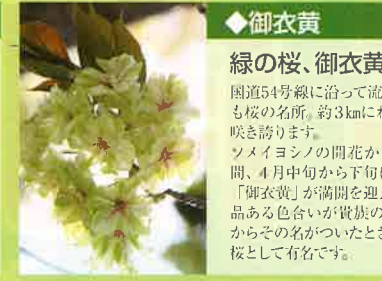 ◆御衣黄
緑の桜、御衣黄
国道54号線に沿って流
も桜の名所。約3kmにわ
咲き誇ります。
ソメイヨシノの開花か
間、4月中旬から下旬
「御衣黄」が満開を迎
品ある色合いが貴族の
からその名がついたと
桜として有名です。